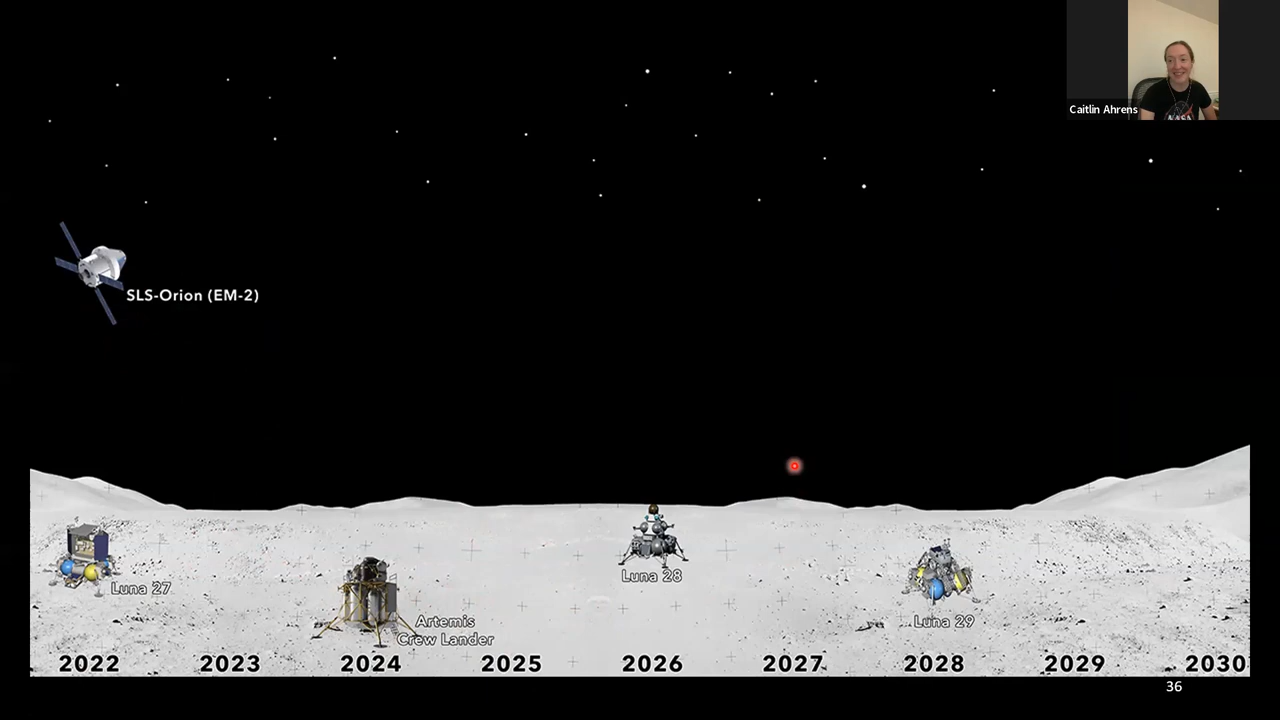 Caitlin Ahrens
NASA
SLS-Orion (EM-2)
Luna 27
Artemis
Crew Lander
Luna 28
Luna 29
2022 2023 2024 2025 2026 2027 2028 2029 2030
36